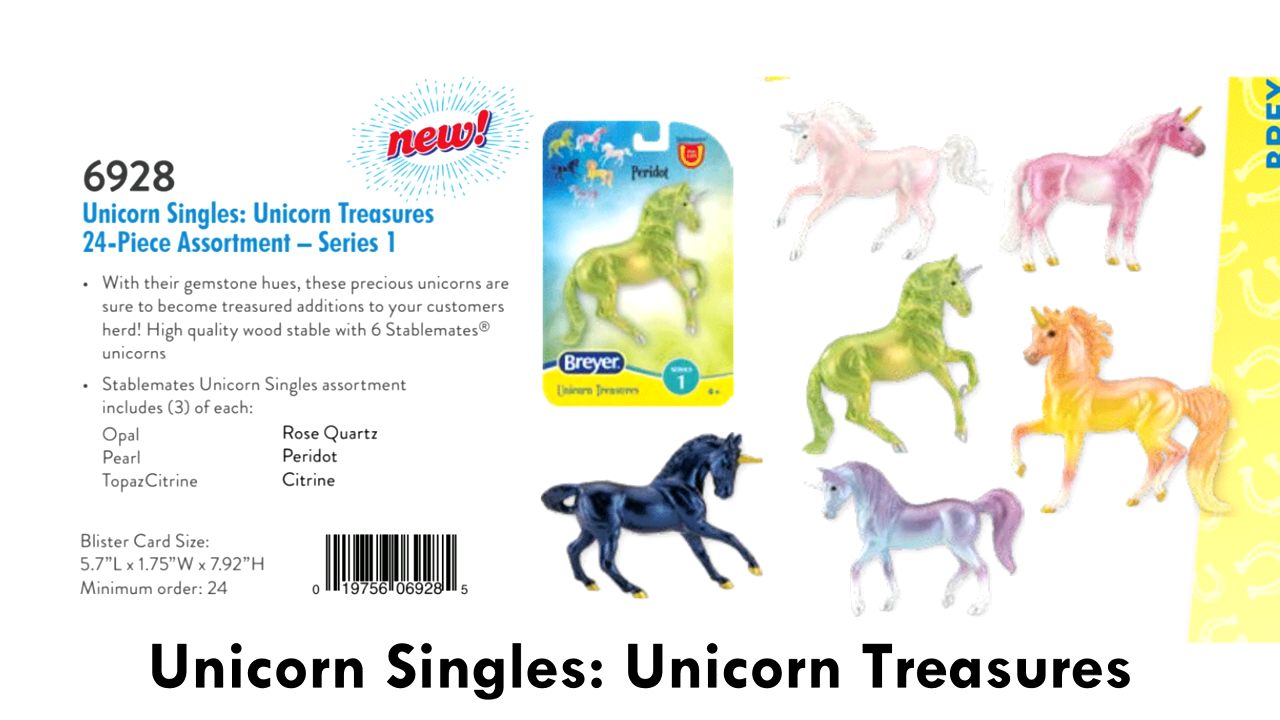 new!
6928
Unicorn Singles: Unicorn Treasures
24-Piece Assortment – Series 1
• With their gemstone hues, these precious unicorns are
sure to become treasured additions to your customers
herd! High quality wood stable with 6 Stablemates®
unicorns
• Stablemates Unicorn Singles assortment
includes (3) of each:
Opal Rose Quartz
Pearl Peridot
TopazCitrine Citrine
Blister Card Size:
5.7”L x 1.75”W x 7.92”H
Minimum order: 24
0 19756 06928 5
Peridot
Breyer
SERIES
1
Unicorn Treasures
4+
BREY
Unicorn Singles: Unicorn Treasures